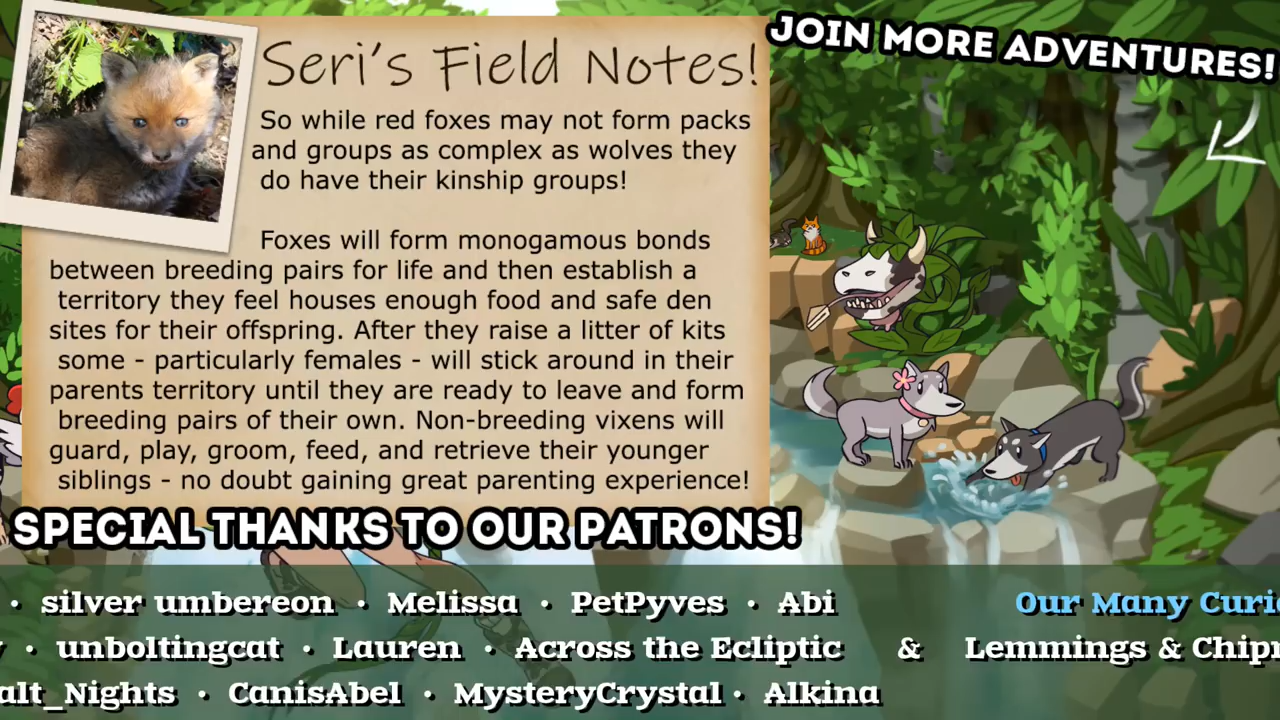 Seri's Field Notes!
JOIN MORE ADVENTURES!
So while red foxes may not form packs
and groups as complex as wolves they
do have their kinship groups!
Foxes will form monogamous bonds
between breeding pairs for life and then establish a
territory they feel houses enough food and safe den
sites for their offspring. After they raise a litter of kits
some - particularly females - will stick around in their
parents territory until they are ready to leave and form
breeding pairs of their own. Non-breeding vixens will
guard, play, groom, feed, and retrieve their younger
siblings - no doubt gaining great parenting experience!
SPECIAL THANKS TO OUR PATRONS!
· silver umbereon · Melissa · PetPyves · Abi Our Many
· unboltingcat · Lauren · Across the Ecliptic & Lemmings &
· CanisAbel · MysteryCrystal · Alkina